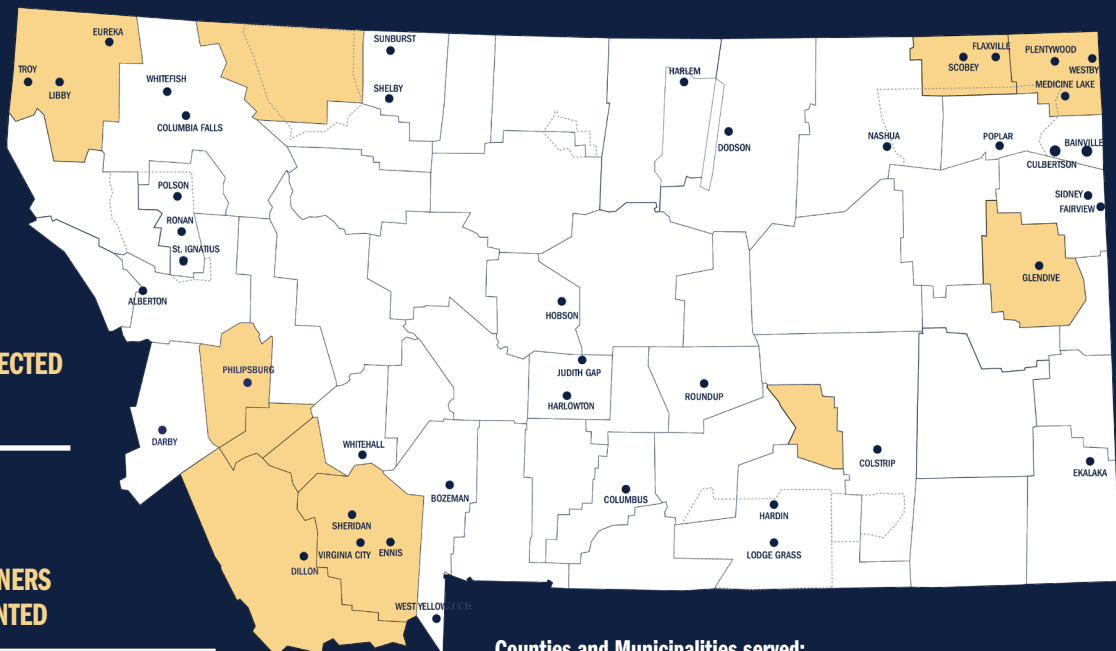 EUREKA
SUNBURST
FLAXVILLE
PLENTYWOOD
TROY
LIBBY
WHITEFISH
SHELBY
HARLEM
SCOBEY
WESTBY
MEDICINE LAKE
COLUMBIA FALLS
DODSON
NASHUA
POPLAR
BAINVILLE
CULBERTSON
POLSON
SIDNEY
FAIRVIEW
RONAN
St. IGNATIUS
GLENDIVE
ALBERTON
HOBSON
ECTED
PHILIPSBURG
JUDITH GAP
HARLOWTON
ROUNDUP
DARBY
WHITEHALL
COLSTRIP
EKALAKA
BOZEMAN
COLUMBUS
HARDIN
SHERIDAN
VIRGINIA CITY
ENNIS
LODGE GRASS
DILLON
NERS
NTED
WEST YELLOWSTONE
Counties and Municipalities served: